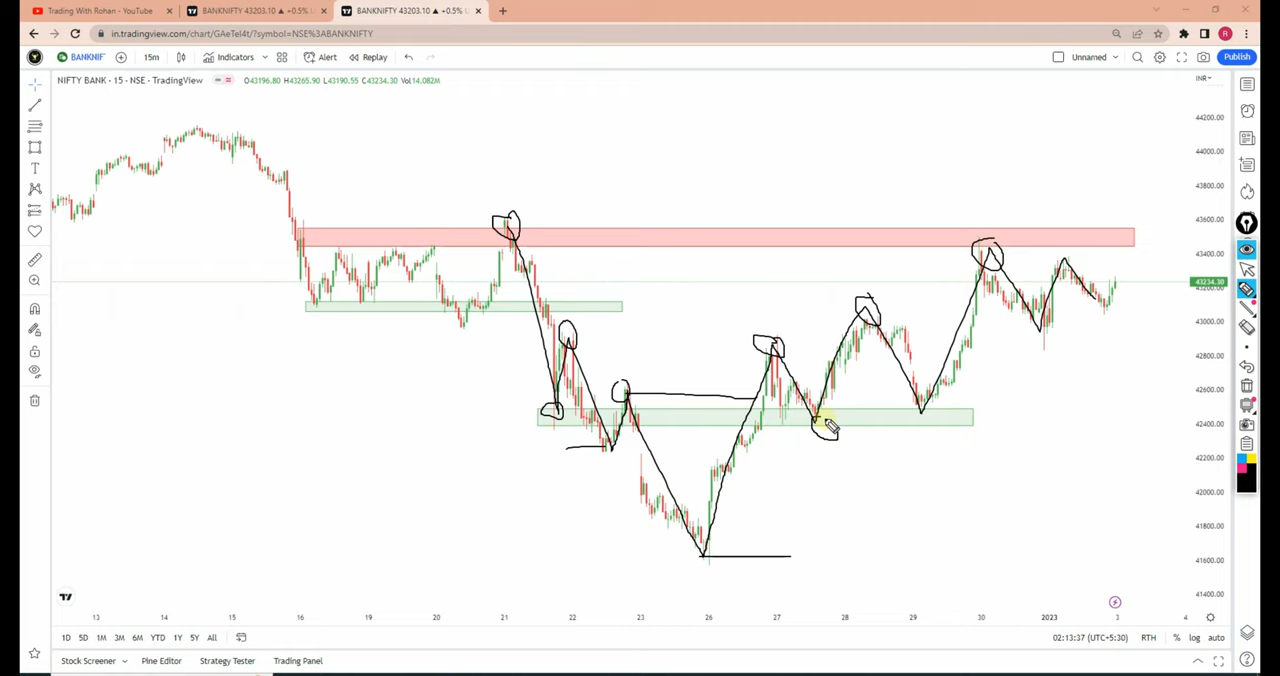 Trading With Rohan - YouTube
BANKNIFTY 43203.10 ▲ +0.5% U
BANKNIFTY 43203.10 ▲ +0.5% U
in.tradingview.com/chart/GAeTel4t/?symbol=NSE%3ABANKNIFTY
R
BANKNIF
15m
Indicators
Alert
Replay
Unnamed
Publish
NIFTY BANK · 15 · NSE · TradingView
O43196.80 H43265.90 L43190.55 C43234.30 Vol14.082M
INR
44200.00
44000.00
43800.00
43600.00
43400.00
43234.30
43200.00
43000.00
42800.00
42600.00
42400.00
42200.00
42000.00
41800.00
41600.00
41400.00
13 14 15 16 19 20 21 22 23 26 27 28 29 30 2023 3 4
1D 5D 1M 3M 6M YTD 1Y 5Y All
02:13:37 (UTC+5:30) RTH % log auto
Stock Screener Pine Editor Strategy Tester Trading Panel